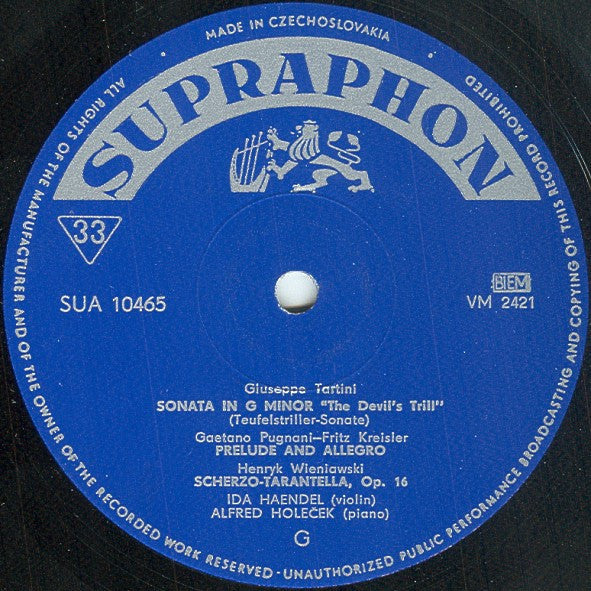 MADE IN CZECHOSLOVAKIA
SUPRAPHON
33
SUA 10465
BIEM
VM 2421
Giuseppe Tartini
SONATA IN G MINOR "The Devil's Trill"
(Teufelstriller-Sonate)
Gaetano Pugnani–Fritz Kreisler
PRELUDE AND ALLEGRO
Henryk Wieniawski
SCHERZO-TARANTELLA, Op. 16
IDA HAENDEL (violin)
ALFRED HOLEČEK (piano)
G
ALL RIGHTS OF THE MANUFACTURER AND OF THE OWNER OF THE RECORDED WORK RESERVED - UNAUTHORIZED PUBLIC PERFORMANCE BROADCASTING AND COPYING OF THIS RECORD PROHIBITED